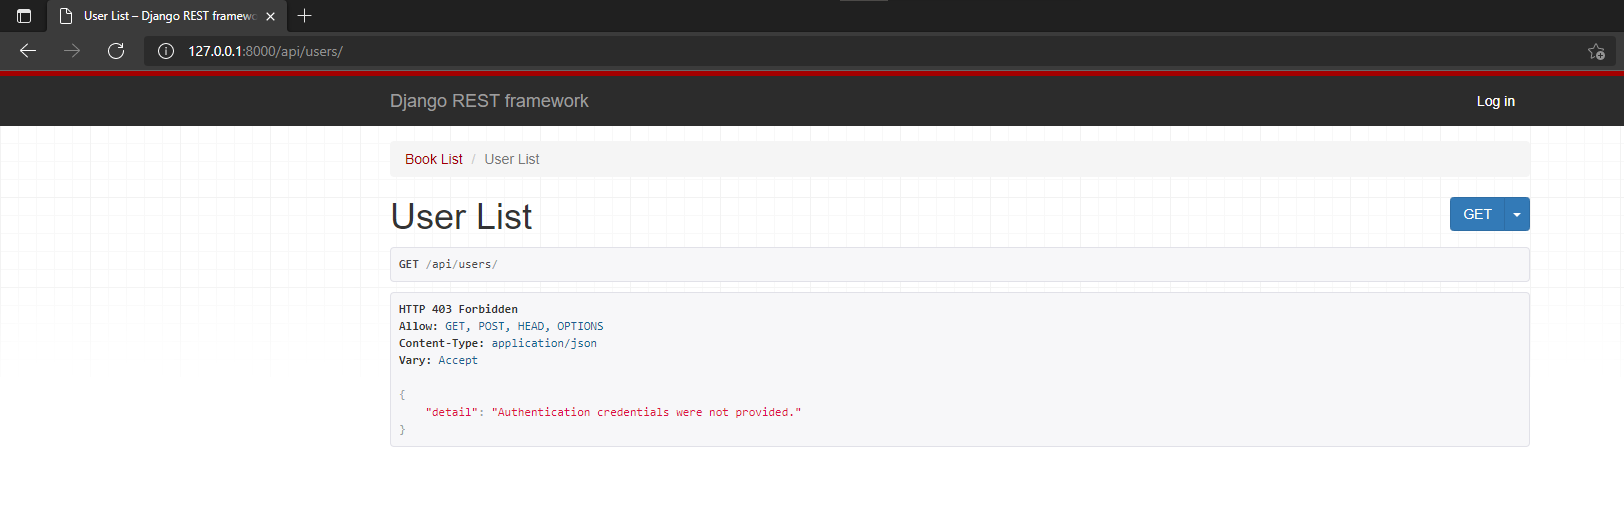 User List – Django REST framewo
127.0.0.1:8000/api/users/
Django REST framework
Log in
Book List / User List
User List
GET
GET /api/users/
HTTP 403 Forbidden
Allow: GET, POST, HEAD, OPTIONS
Content-Type: application/json
Vary: Accept
{
"detail": "Authentication credentials were not provided."
}